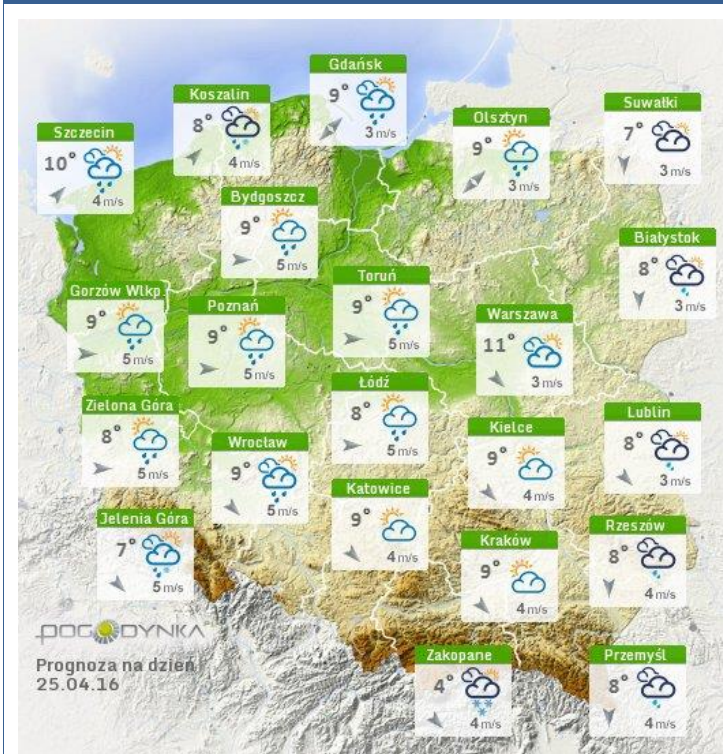 Gdańsk
9°
3 m/s
Koszalin
8°
4 m/s
Suwałki
7°
3 m/s
Olsztyn
9°
3 m/s
Szczecin
10°
4 m/s
Bydgoszcz
9°
5 m/s
Białystok
8°
3 m/s
Toruń
9°
5 m/s
Gorzów Wlkp
9°
5 m/s
Poznań
9°
5 m/s
Warszawa
11°
3 m/s
Łódź
8°
5 m/s
Zielona Góra
8°
5 m/s
Lublin
8°
3 m/s
Kielce
9°
4 m/s
Wrocław
9°
5 m/s
Katowice
9°
4 m/s
Jelenia Góra
7°
5 m/s
Rzeszów
8°
4 m/s
Kraków
9°
4 m/s
POGODYNKA
Prognoza na dzień
25.04.16
Zakopane
4°
4 m/s
Przemyśl
8°
4 m/s